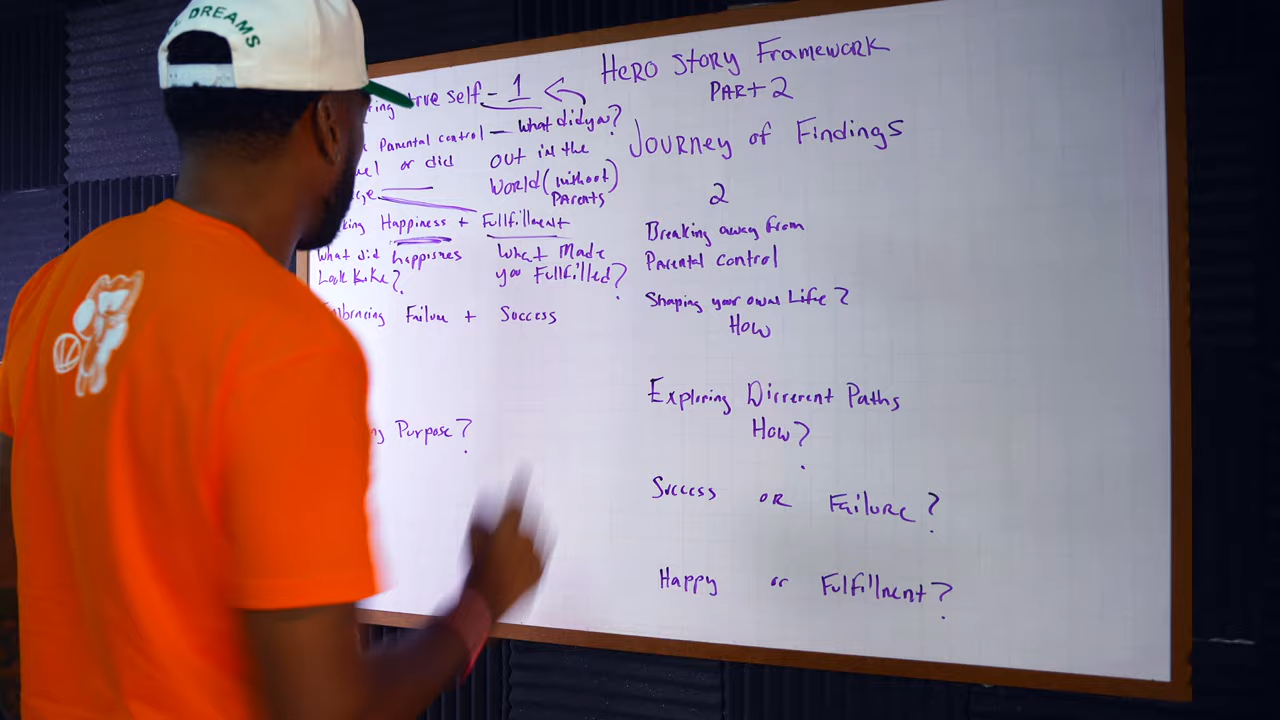 DREAMS
HERO STORY FRAMEWORK
PART 2
true self - 1
Parental control — What did you?
or did
out in the
World (without
Parents)
Happiness + Fullfillment
What did happiness
Look Like?
What Made
you Fullfilled?
Embracing Failure + Success
Purpose?
JOURNEY of Findings
2
Breaking away from
Parental control
Shaping your own Life?
How
Exploring Different Paths
How?
Success OR Failure?
Happy or Fulfillment?